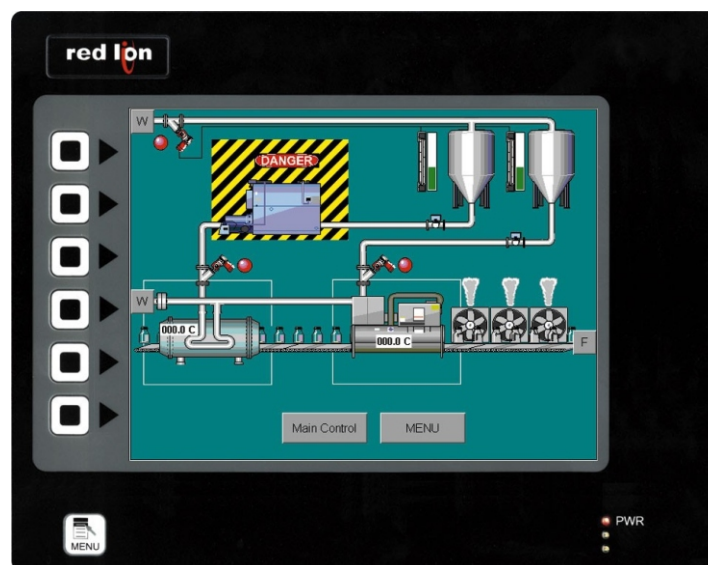 red lion
W
DANGER
W
000.0 C
000.0 C
F
Main Control
MENU
MENU
PWR